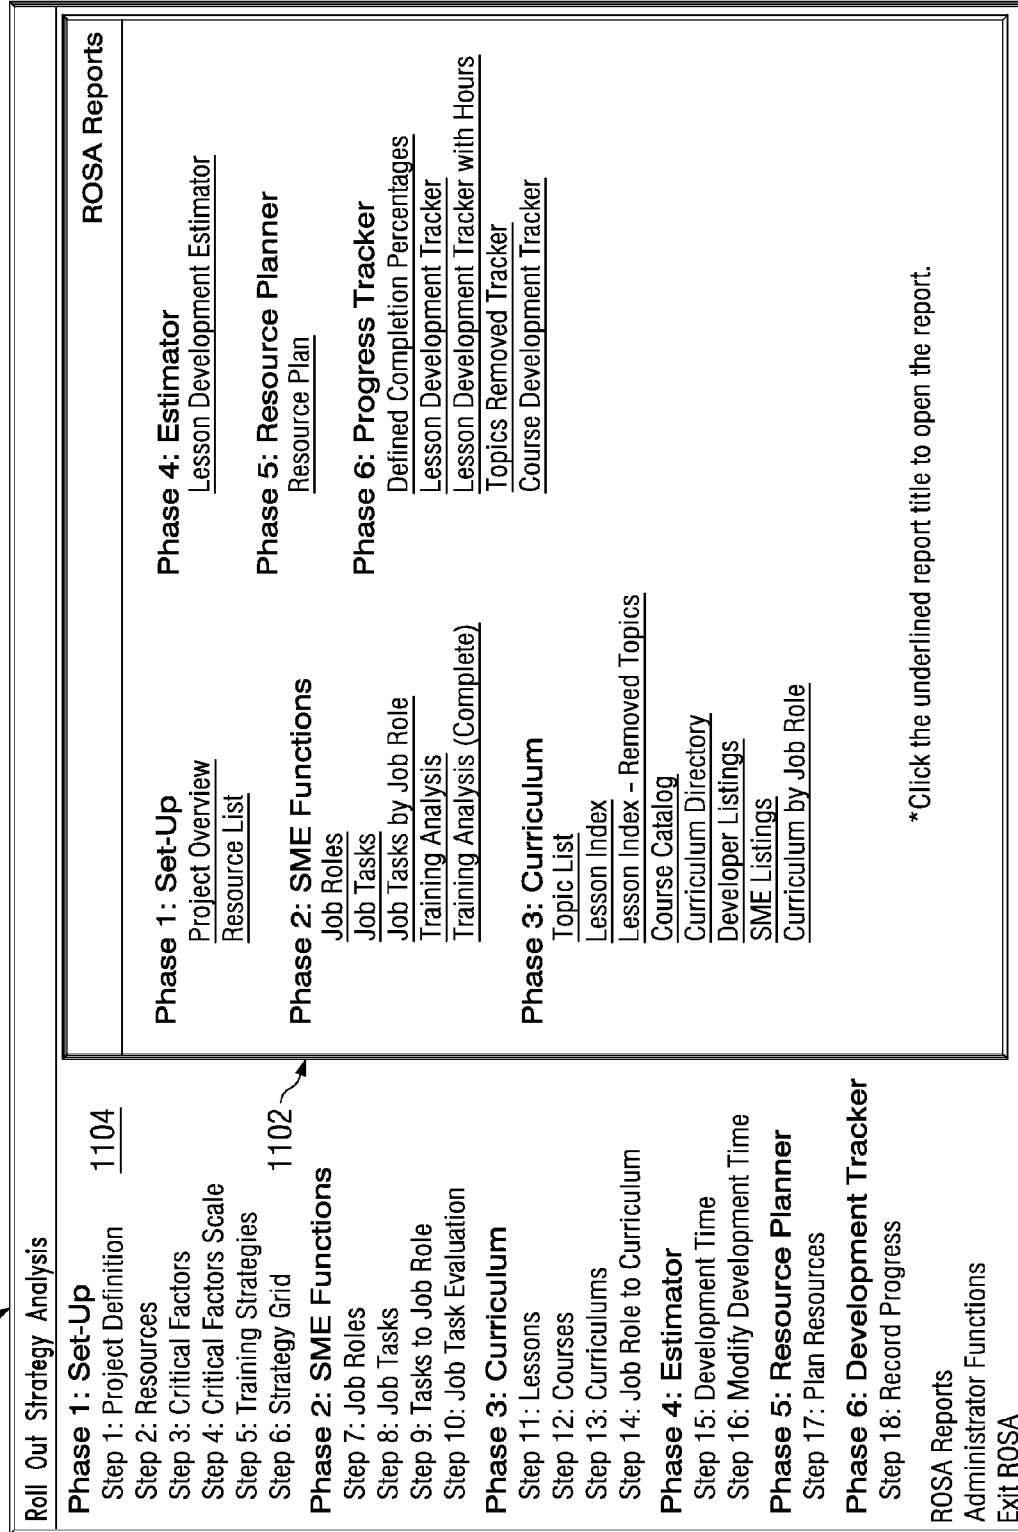 Roll Out Strategy Analysis
Phase 1: Set-Up
Step 1: Project Definition
1104
Step 2: Resources
Step 3: Critical Factors
Step 4: Critical Factors Scale
Step 5: Training Strategies
Step 6: Strategy Grid
1102
Phase 2: SME Functions
Step 7: Job Roles
Step 8: Job Tasks
Step 9: Tasks to Job Role
Step 10: Job Task Evaluation
Phase 3: Curriculum
Step 11: Lessons
Step 12: Courses
Step 13: Curriculums
Step 14: Job Role to Curriculum
Phase 4: Estimator
Step 15: Development Time
Step 16: Modify Development Time
Phase 5: Resource Planner
Step 17: Plan Resources
Phase 6: Development Tracker
Step 18: Record Progress
ROSA Reports
Administrator Functions
Exit ROSA
ROSA Reports
Phase 1: Set-Up
Project Overview
Resource List
Phase 2: SME Functions
Job Roles
Job Tasks
Job Tasks by Job Role
Training Analysis
Training Analysis (Complete)
Phase 3: Curriculum
Topic List
Lesson Index
Lesson Index - Removed Topics
Course Catalog
Curriculum Directory
Developer Listings
SME Listings
Curriculum by Job Role
Phase 4: Estimator
Lesson Development Estimator
Phase 5: Resource Planner
Resource Plan
Phase 6: Progress Tracker
Defined Completion Percentages
Lesson Development Tracker
Lesson Development Tracker with Hours
Topics Removed Tracker
Course Development Tracker
*Click the underlined report title to open the report.